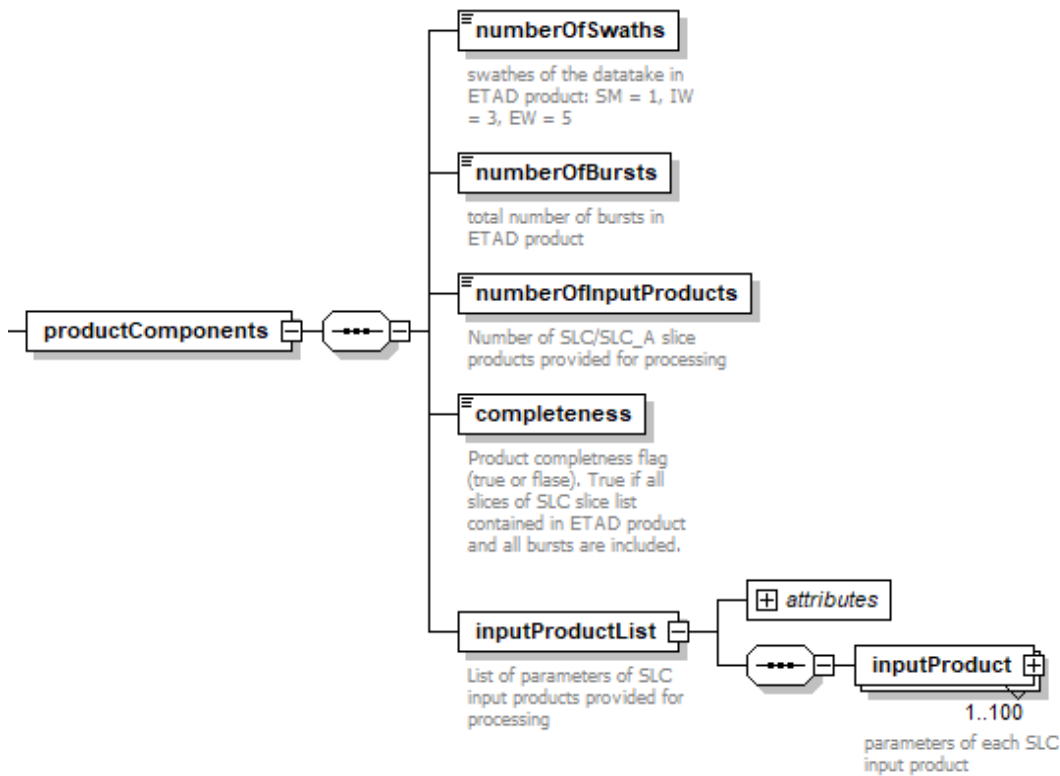 numberOfSwaths
swathes of the datatake in
ETAD product: SM = 1, IW
= 3, EW = 5
numberOfBursts
total number of bursts in
ETAD product
numberOfInputProducts
Number of SLC/SLC_A slice
products provided for processing
productComponents
completeness
Product completness flag
(true or flase). True if all
slices of SLC slice list
contained in ETAD product
and all bursts are included.
inputProductList
List of parameters of SLC
input products provided for
processing
attributes
inputProduct
1..100
parameters of each SLC
input product